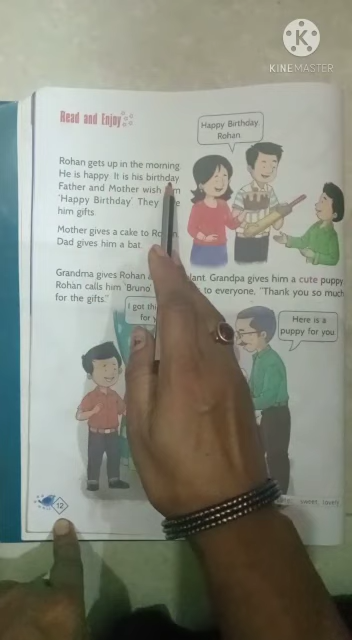 KINEMASTER
Read and Enjoy
Happy Birthday,
Rohan.
Rohan gets up in the morning
He is happy. It is his birthday
Father and Mother wish
'Happy Birthday' They
him gifts.
Mother gives a cake to
Dad gives him a bat.
Grandma gives Rohan Grandpa gives him a cute puppy
Rohan calls him 'Bruno to everyone, "Thank you so much
for the gifts."
I got
for
Here is a
puppy for you.
sweet, lovely
12